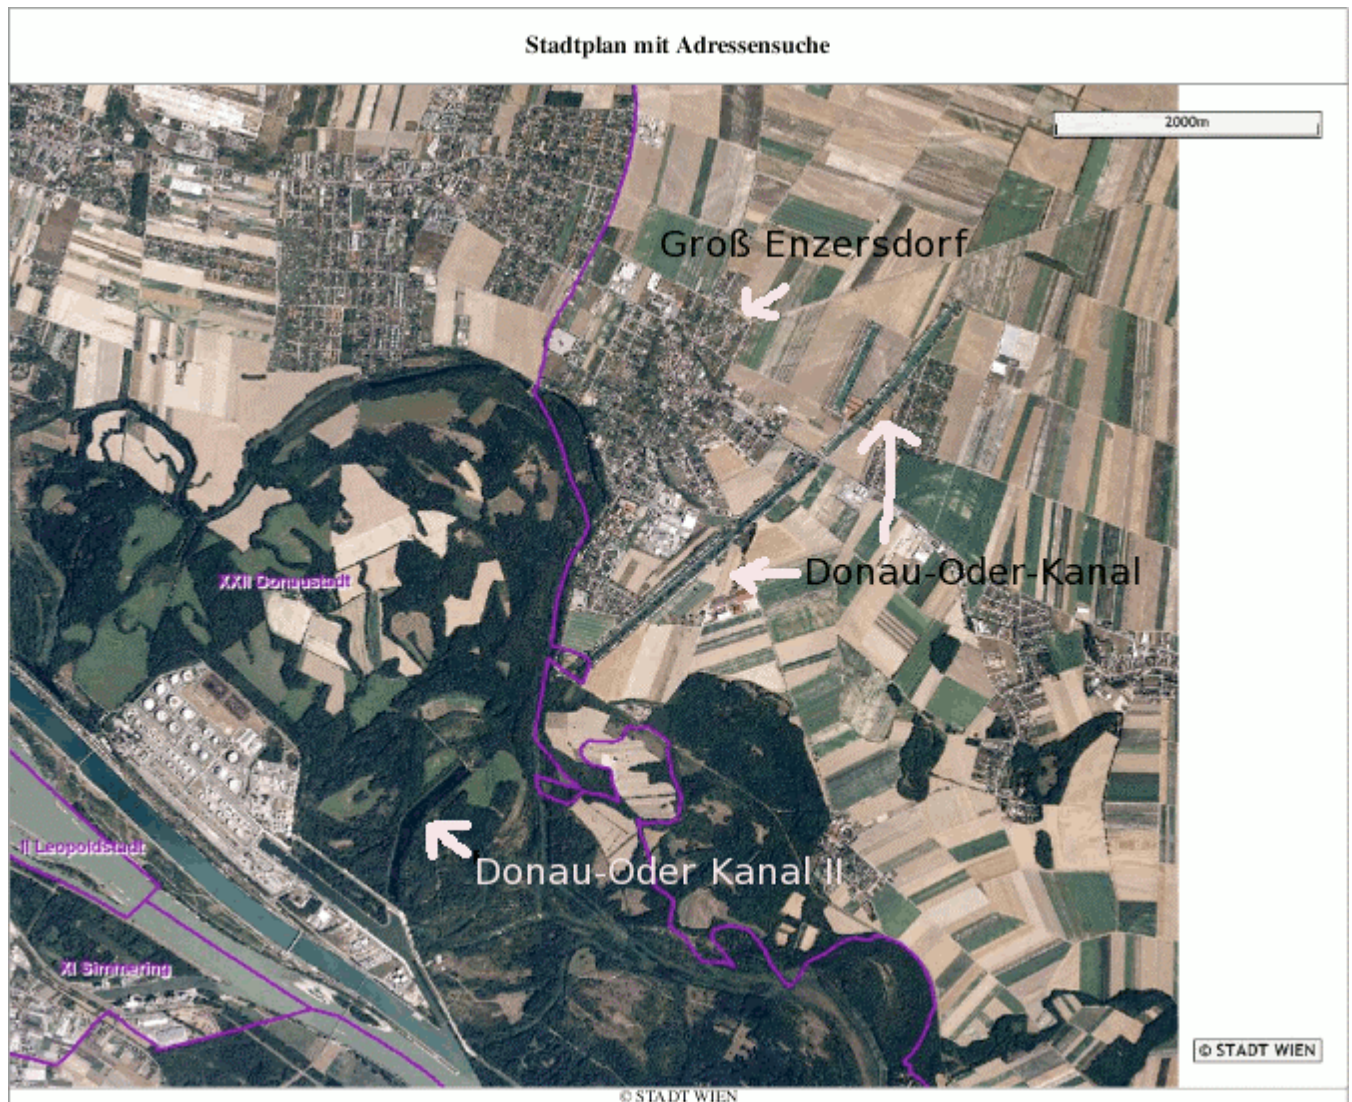 Stadtplan mit Adressensuche
2000m
Groß Enzersdorf
Donau-Oder-Kanal
XXII Donaustadt
II Leopoldstadt
Donau-Oder Kanal II
XI Simmering
© STADT WIEN
© STADT WIEN